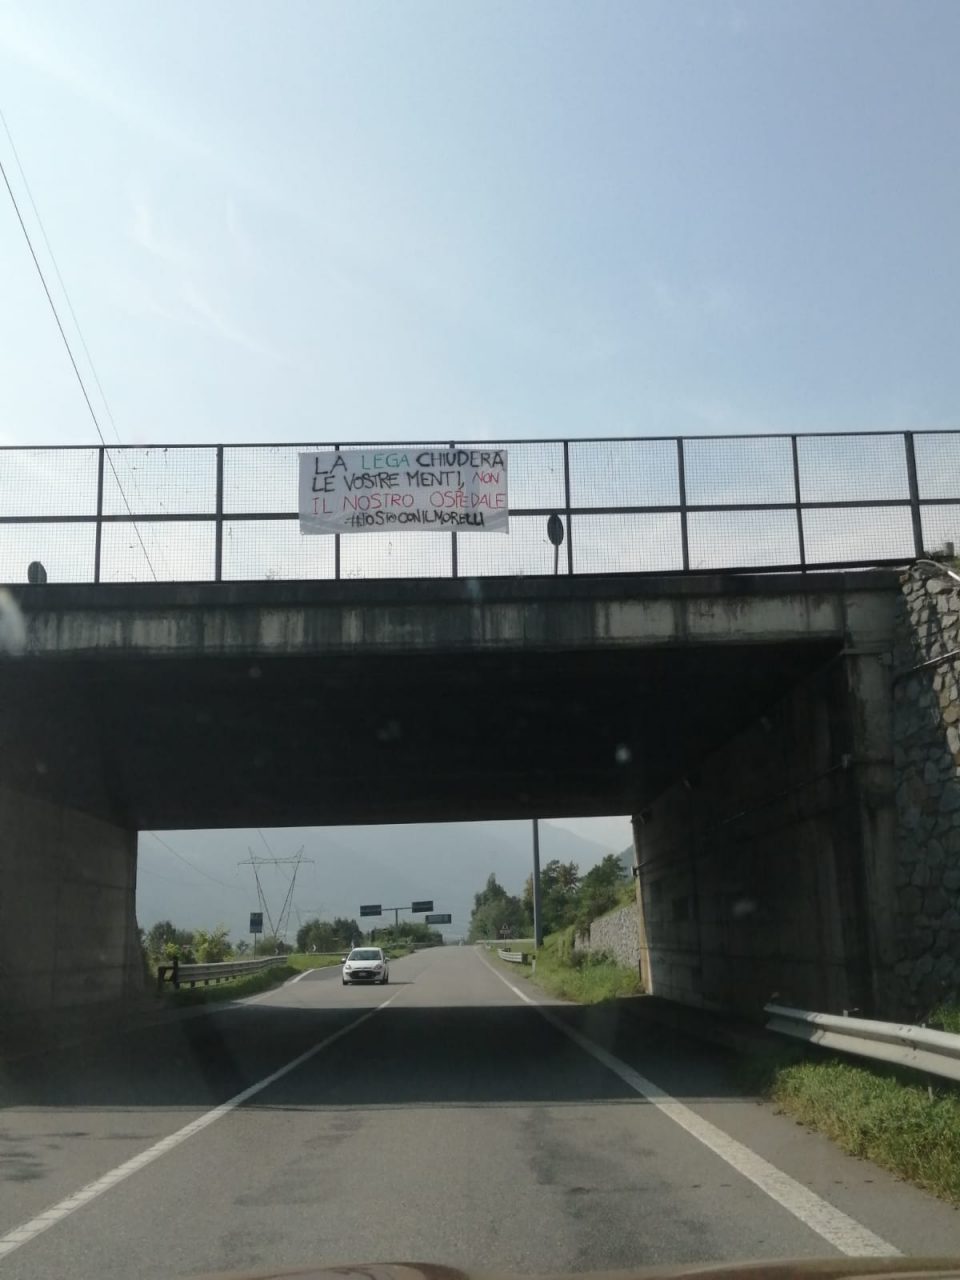 LA LEGA CHIUDERÀ
LE VOSTRE MENTI, NON
IL NOSTRO OSPEDALE
#IOSTOCONILMORELLI